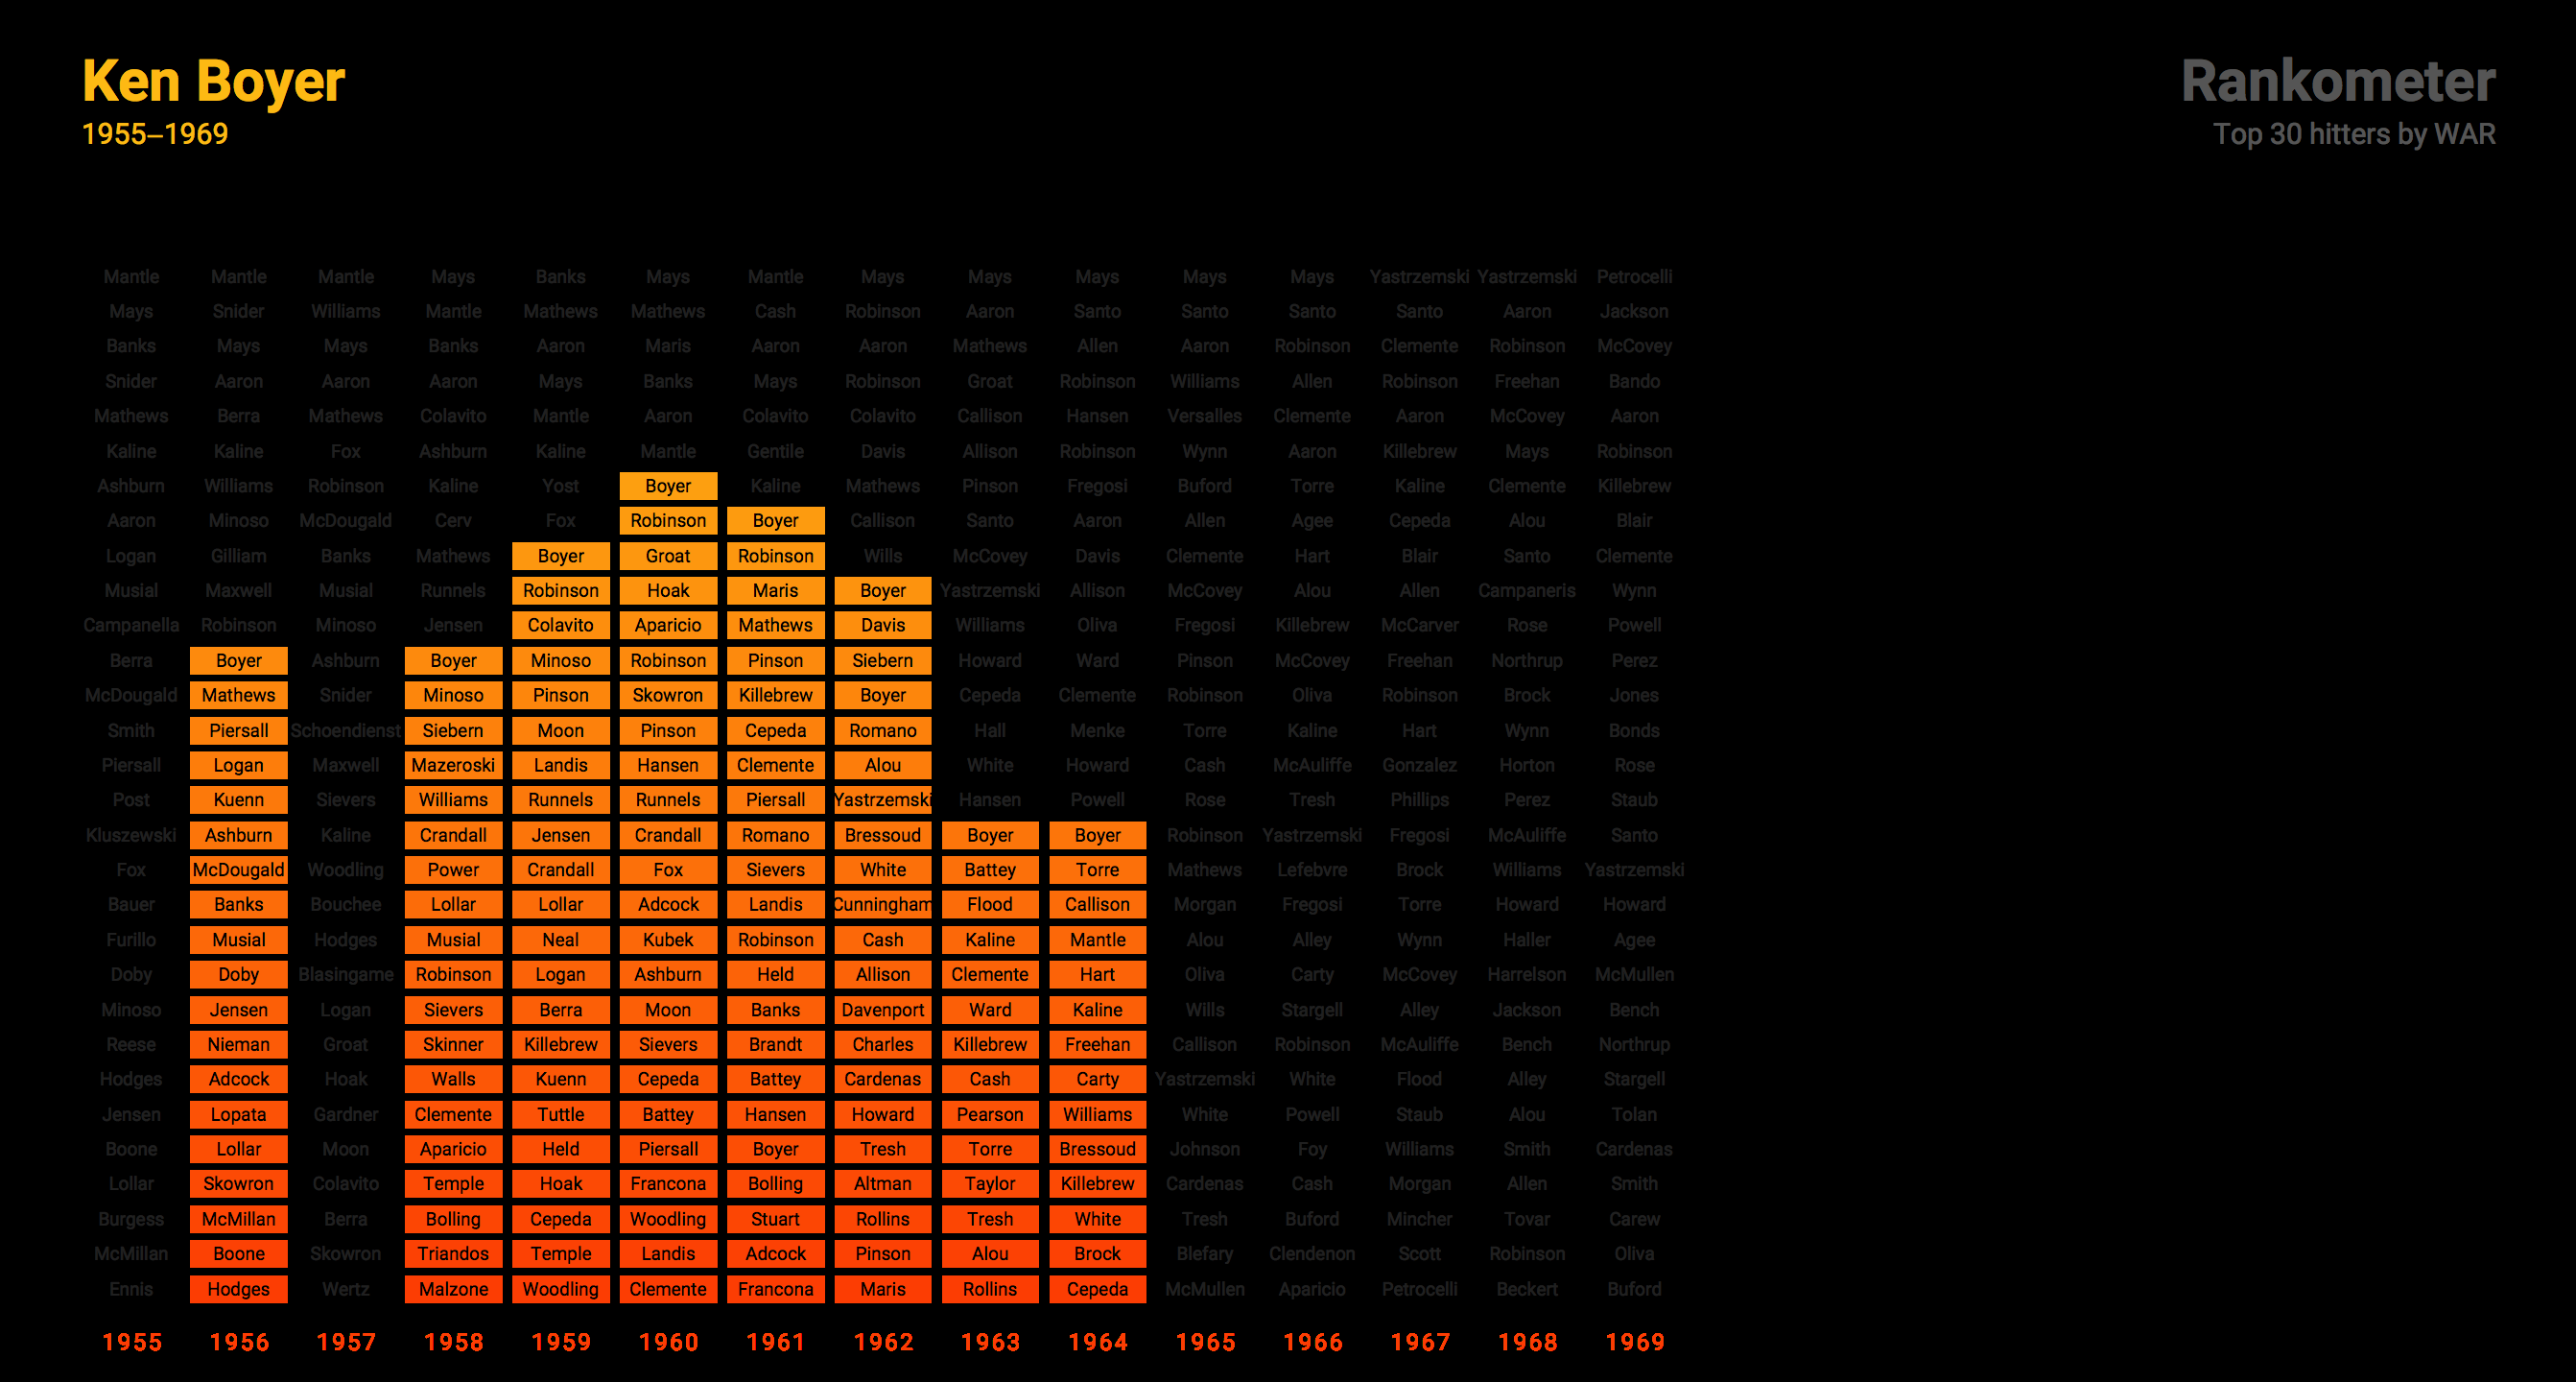 Ken Boyer
1955–1969
Rankometer
Top 30 hitters by WAR
Mantle Mantle Mantle Mays Banks Mays Mantle Mays Mays Mays Mays Mays Yastrzemski Yastrzemski Petrocelli
Mays Snider Williams Mantle Mathews Mathews Cash Robinson Aaron Santo Santo Santo Santo Aaron Jackson
Banks Mays Mays Banks Aaron Maris Aaron Aaron Mathews Allen Aaron Robinson Clemente Robinson McCovey
Snider Aaron Aaron Aaron Mays Banks Mays Robinson Groat Robinson Williams Allen Robinson Freehan Bando
Mathews Berra Mathews Colavito Mantle Aaron Colavito Colavito Callison Hansen Versalles Clemente Aaron McCovey Aaron
Kaline Kaline Fox Ashburn Kaline Mantle Gentile Davis Allison Robinson Wynn Aaron Killebrew Mays Robinson
Ashburn Williams Robinson Kaline Yost Boyer Kaline Mathews Pinson Fregosi Buford Torre Kaline Clemente Killebrew
Aaron Minoso McDougald Cerv Fox Robinson Boyer Callison Santo Aaron Allen Agee Cepeda Alou Blair
Logan Gilliam Banks Mathews Boyer Groat Robinson Wills McCovey Davis Clemente Hart Blair Santo Clemente
Musial Maxwell Musial Runnels Robinson Hoak Maris Boyer Yastrzemski Allison McCovey Alou Allen Campaneris Wynn
Campanella Robinson Minoso Jensen Colavito Aparicio Mathews Davis Williams Oliva Fregosi Killebrew McCarver Rose Powell
Berra Boyer Ashburn Boyer Minoso Robinson Pinson Siebern Howard Ward Pinson McCovey Freehan Northrup Perez
McDougald Mathews Snider Minoso Pinson Skowron Killebrew Boyer Cepeda Clemente Robinson Oliva Robinson Brock Jones
Smith Piersall Schoendienst Siebern Moon Pinson Cepeda Romano Hall Menke Torre Kaline Hart Wynn Bonds
Piersall Logan Maxwell Mazeroski Landis Hansen Clemente Alou White Howard Cash McAuliffe Gonzalez Horton Rose
Post Kuenn Sievers Williams Runnels Runnels Piersall Yastrzemski Hansen Powell Rose Tresh Phillips Perez Staub
Kluszewski Ashburn Kaline Crandall Jensen Crandall Romano Bressoud Boyer Boyer Robinson Yastrzemski Fregosi McAuliffe Santo
Fox McDougald Woodling Power Crandall Fox Sievers White Battey Torre Mathews Lefebvre Brock Williams Yastrzemski
Bauer Banks Bouchee Lollar Lollar Adcock Landis Cunningham Flood Callison Morgan Fregosi Torre Howard Howard
Furillo Musial Hodges Musial Neal Kubek Robinson Cash Kaline Mantle Alou Alley Wynn Haller Agee
Doby Doby Blasingame Robinson Logan Ashburn Held Allison Clemente Hart Oliva Carty McCovey Harrelson McMullen
Minoso Jensen Logan Sievers Berra Moon Banks Davenport Ward Kaline Wills Stargell Alley Jackson Bench
Reese Nieman Groat Skinner Killebrew Sievers Brandt Charles Killebrew Freehan Callison Robinson McAuliffe Bench Northrup
Hodges Adcock Hoak Walls Kuenn Cepeda Battey Cardenas Cash Carty Yastrzemski White Flood Alley Stargell
Jensen Lopata Gardner Clemente Tuttle Battey Hansen Howard Pearson Williams White Powell Staub Alou Tolan
Boone Lollar Moon Aparicio Held Piersall Boyer Tresh Torre Bressoud Johnson Foy Williams Smith Cardenas
Lollar Skowron Colavito Temple Hoak Francona Bolling Altman Taylor Killebrew Cardenas Cash Morgan Allen Smith
Burgess McMillan Berra Bolling Cepeda Woodling Stuart Rollins Tresh White Tresh Buford Mincher Tovar Carew
McMillan Boone Skowron Triandos Temple Landis Adcock Pinson Alou Brock Blefary Clendenon Scott Robinson Oliva
Ennis Hodges Wertz Malzone Woodling Clemente Francona Maris Rollins Cepeda McMullen Aparicio Petrocelli Beckert Buford
1955 1956 1957 1958 1959 1960 1961 1962 1963 1964 1965 1966 1967 1968 1969